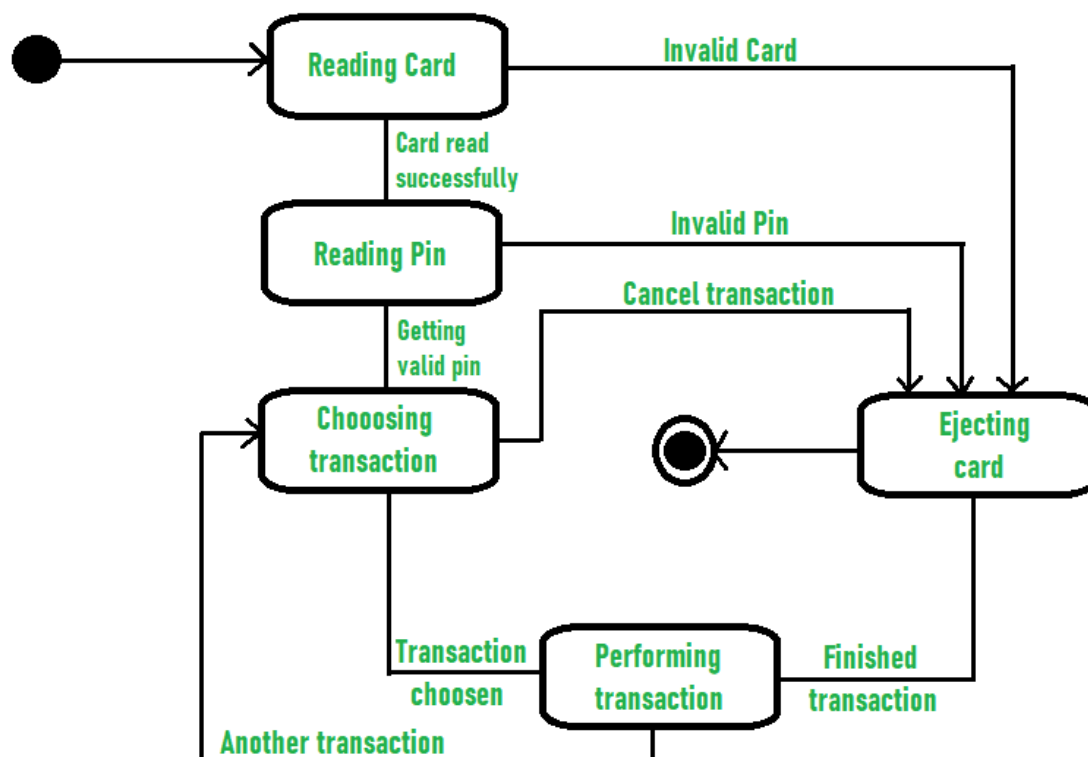 Reading Card
Invalid Card
Card read
successfully
Reading Pin
Invalid Pin
Cancel transaction
Getting
valid pin
Chooosing
transaction
Ejecting
card
Transaction
choosen
Performing
transaction
Finished
transaction
Another transaction